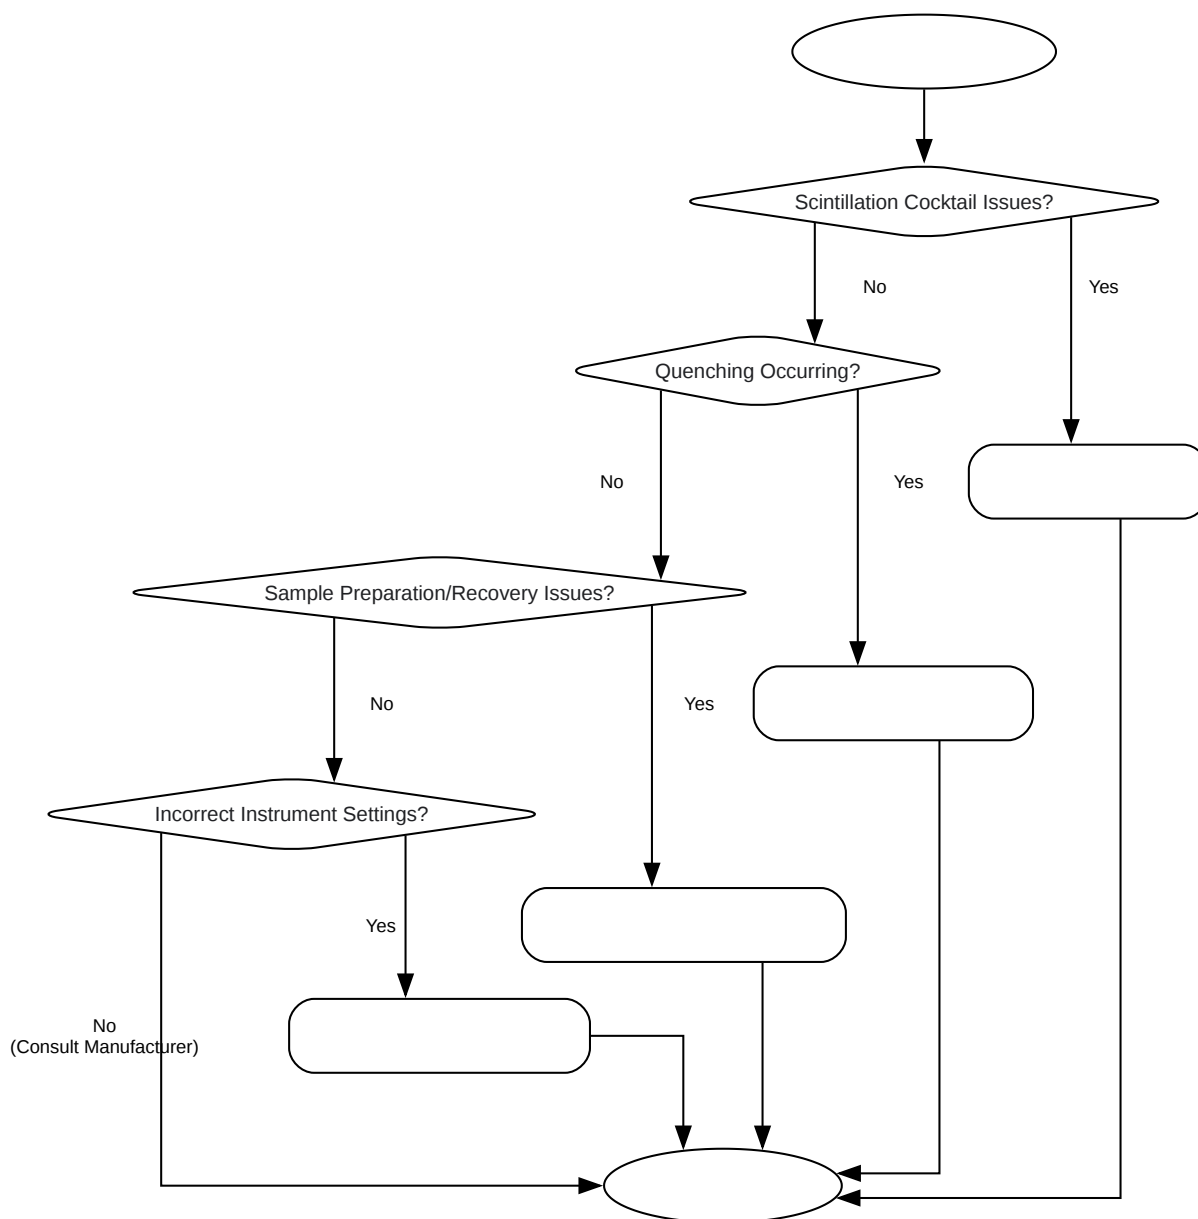 Scintillation Cocktail Issues?
No
Yes
Quenching Occurring?
No
Yes
Sample Preparation/Recovery Issues?
No
Yes
Incorrect Instrument Settings?
Yes
No
(Consult Manufacturer)